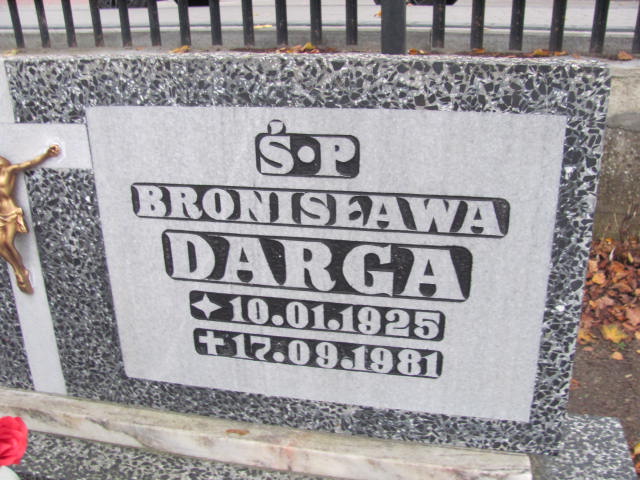 Ś•P
BRONISŁAWA
DARGA
✦ 10.01.1925
✝ 17.09.1981